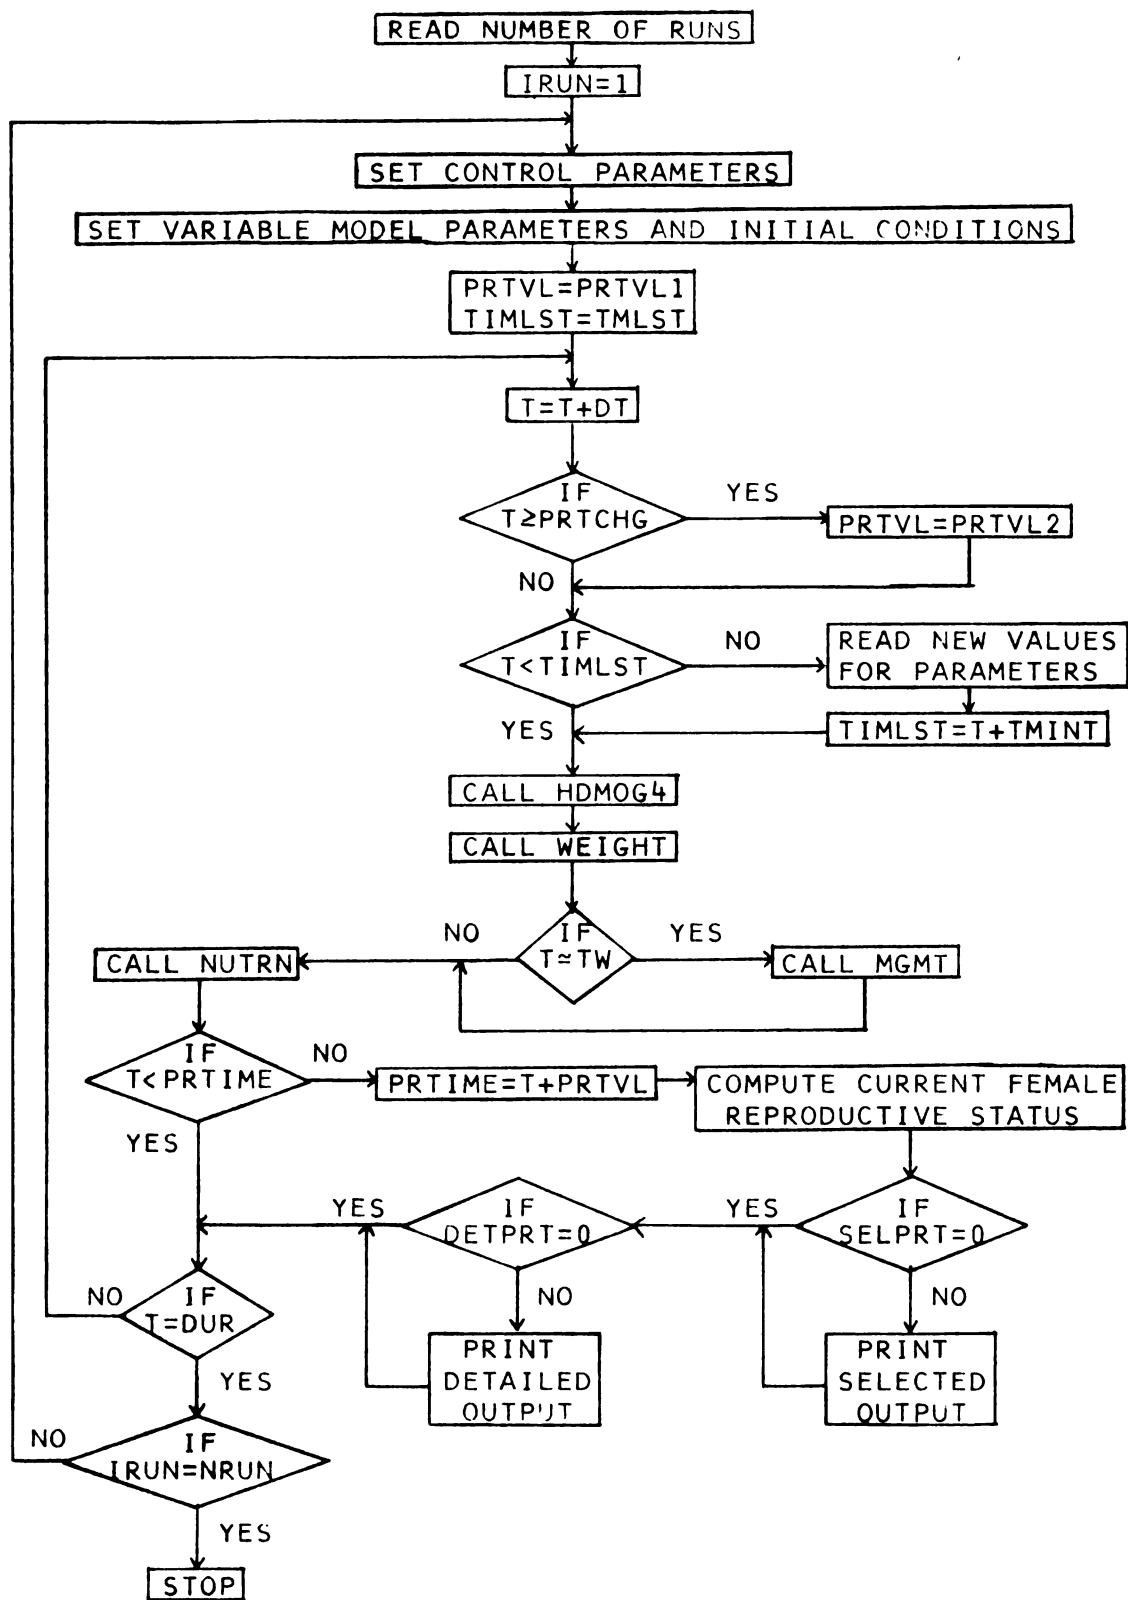 READ NUMBER OF RUNS
IRUN=1
SET CONTROL PARAMETERS
SET VARIABLE MODEL PARAMETERS AND INITIAL CONDITIONS
PRTVL=PRTVL1
TIMLST=TMLST
T=T+DT
IF
T≥PRTCHG
YES
PRTVL=PRTVL2
NO
IF
T<TIMLST
NO
READ NEW VALUES
FOR PARAMETERS
YES
TIMLST=T+TMINT
CALL HDMOG4
CALL WEIGHT
IF
T≃TW
NO
YES
CALL NUTRN
CALL MGMT
IF
T<PRTIME
NO
PRTIME=T+PRTVL
COMPUTE CURRENT FEMALE
REPRODUCTIVE STATUS
YES
IF
SELPRT=0
YES
NO
PRINT
SELECTED
OUTPUT
IF
DETPRT=0
YES
NO
PRINT
DETAILED
OUTPUT
IF
T=DUR
NO
YES
IF
IRUN=NRUN
NO
YES
STOP